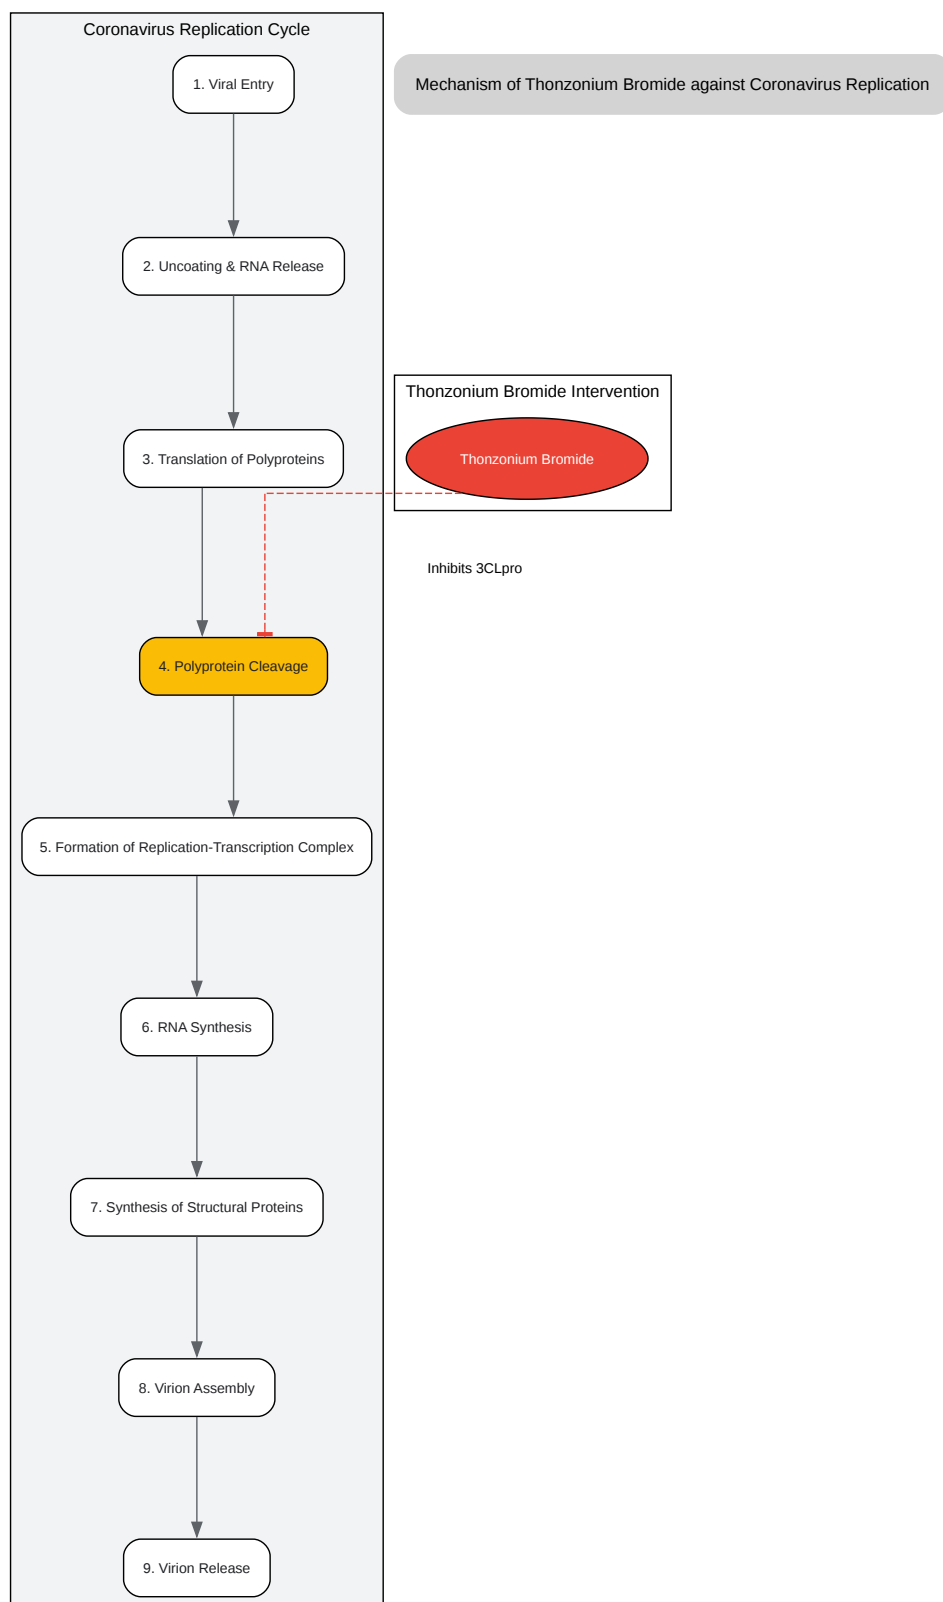 Coronavirus Replication Cycle
1. Viral Entry
Mechanism of Thonzonium Bromide against Coronavirus Replication
2. Uncoating & RNA Release
Thonzonium Bromide Intervention
3. Translation of Polyproteins
Thonzonium Bromide
Inhibits 3CLpro
4. Polyprotein Cleavage
5. Formation of Replication-Transcription Complex
6. RNA Synthesis
7. Synthesis of Structural Proteins
8. Virion Assembly
9. Virion Release